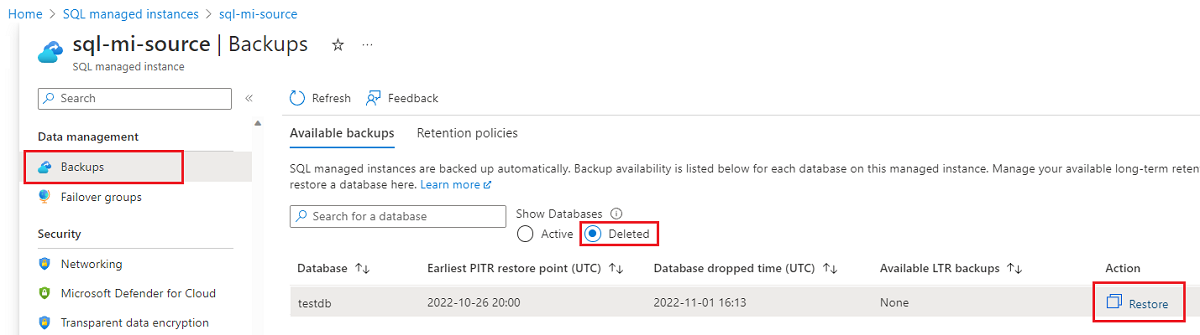 Home > SQL managed instances > sql-mi-source
sql-mi-source | Backups ☆ ...
SQL managed instance
Search «
Refresh Feedback
Data management
Backups
Failover groups
Security
Networking
Microsoft Defender for Cloud
Transparent data encryption
Available backups Retention policies
SQL managed instances are backed up automatically. Backup availability is listed below for each database on this managed instance. Manage your available long-term reten
restore a database here. Learn more
Search for a database
Show Databases
Active Deleted
Database ↑↓ Earliest PITR restore point (UTC) ↑↓ Database dropped time (UTC) ↑↓ Available LTR backups ↑↓ Action
testdb 2022-10-26 20:00 2022-11-01 16:13 None Restore